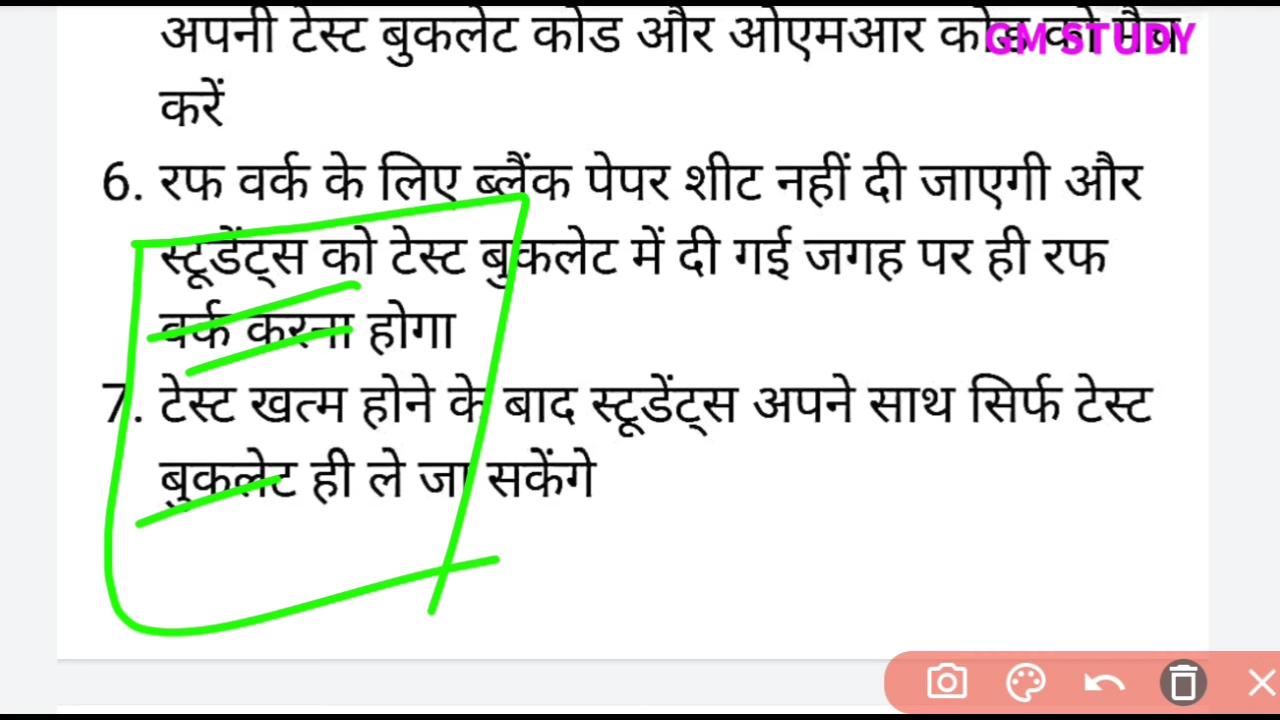 अपनी टेस्ट बुकलेट कोड और ओएमआर कोड को मैच
GM STUDY
करें
6. रफ वर्क के लिए ब्लैंक पेपर शीट नहीं दी जाएगी और
स्टूडेंट्स को टेस्ट बुकलेट में दी गई जगह पर ही रफ
वर्क करना होगा
7. टेस्ट खत्म होने के बाद स्टूडेंट्स अपने साथ सिर्फ टेस्ट
बुकलेट ही ले जा सकेंगे